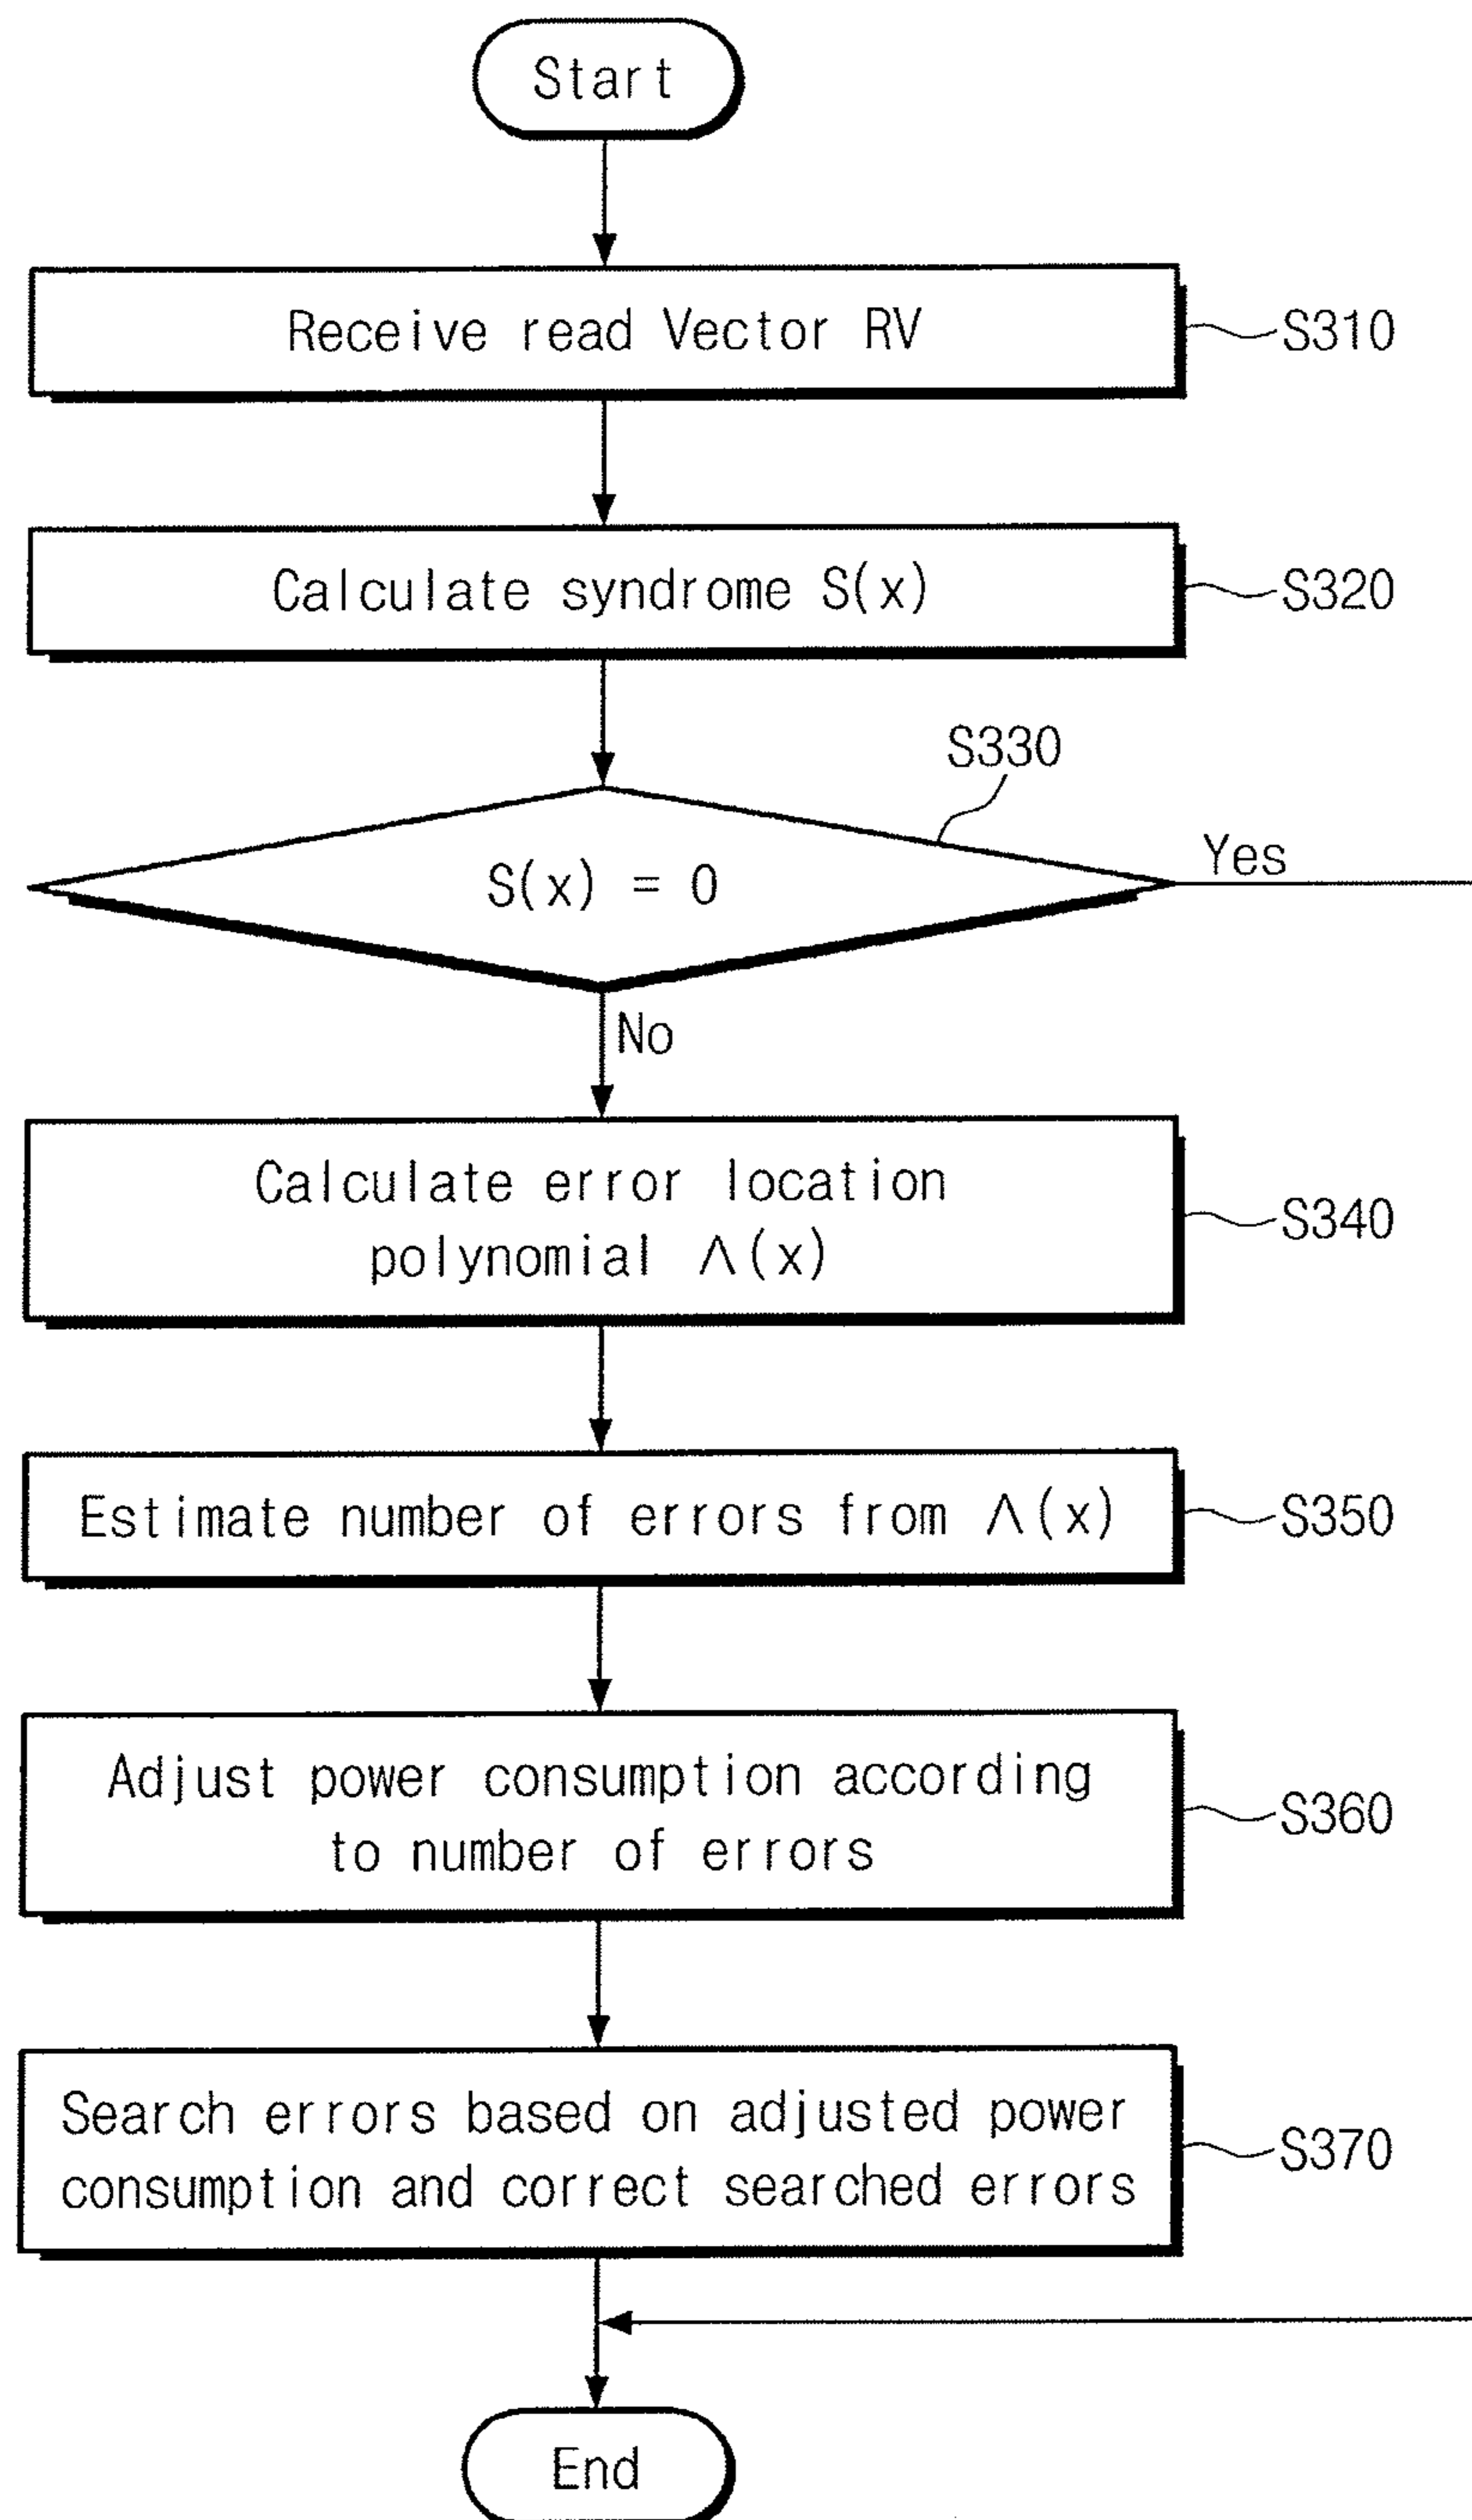 Start
Receive read Vector RV
S310
Calculate syndrome S(x)
S320
S330
S(x) = 0
Yes
No
Calculate error location
polynomial Λ(x)
S340
Estimate number of errors from Λ(x)
S350
Adjust power consumption according
to number of errors
S360
Search errors based on adjusted power
consumption and correct searched errors
S370
End